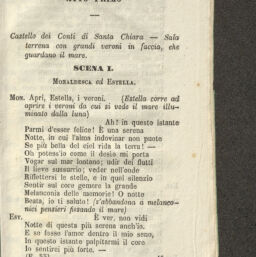 ATTO PRIMO
Castello dei Conti di Santa Chiara — Sala
terrena con grandi veroni in faccia, che
guardano il mare.
SCENA I.
MONALDESCA ed ESTELLA.
MON. Apri, Estella, i veroni. (Estella corre ad
aprire i veroni da cui si vede il mare illu-
minato dalla luna)
Ah! in questo istante
Parmi d'esser felice! È una serena
Notte, in cui l'alma indovinar non puote
Se più bella del ciel rida la terra! —
Oh potess'io come il desio mi porta
Vogar sul mar lontano; udir dei flutti
Il lieve sussurro; veder nell'onde
Riflettersi le stelle, e in quel silenzio
Sentir sul core gemere la grande
Melanconia delle memorie! O notte
Beata, io ti saluto! (s'abbandona a melanco-
nici pensieri fissando il mare)
EST. È ver, non vidi
Notte di questa più serena anch'io.
E se fosse l'amor dentro il mio seno,
In questo istante palpitarmi il core
Io sentirei più forte. —